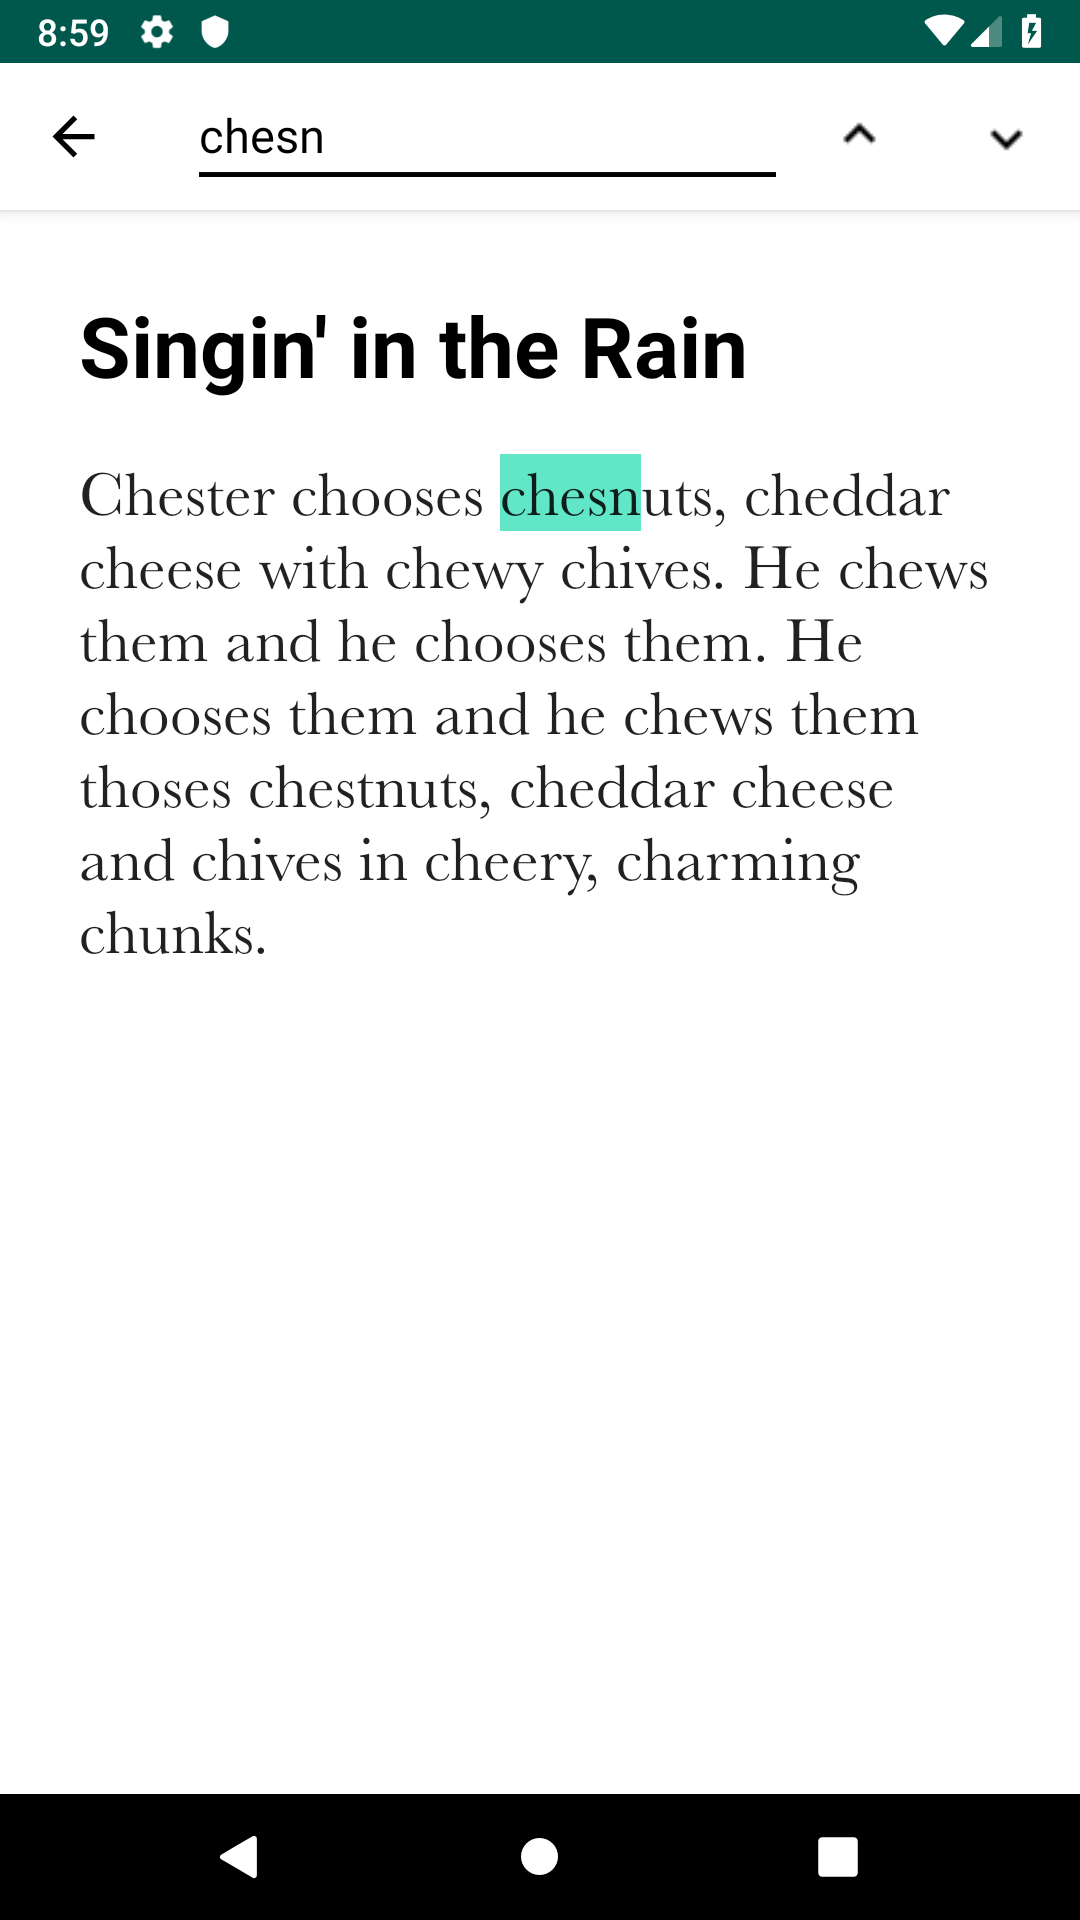 8:59
chesn
Singin' in the Rain
Chester chooses chesnuts, cheddar
cheese with chewy chives. He chews
them and he chooses them. He
chooses them and he chews them
thoses chestnuts, cheddar cheese
and chives in cheery, charming
chunks.